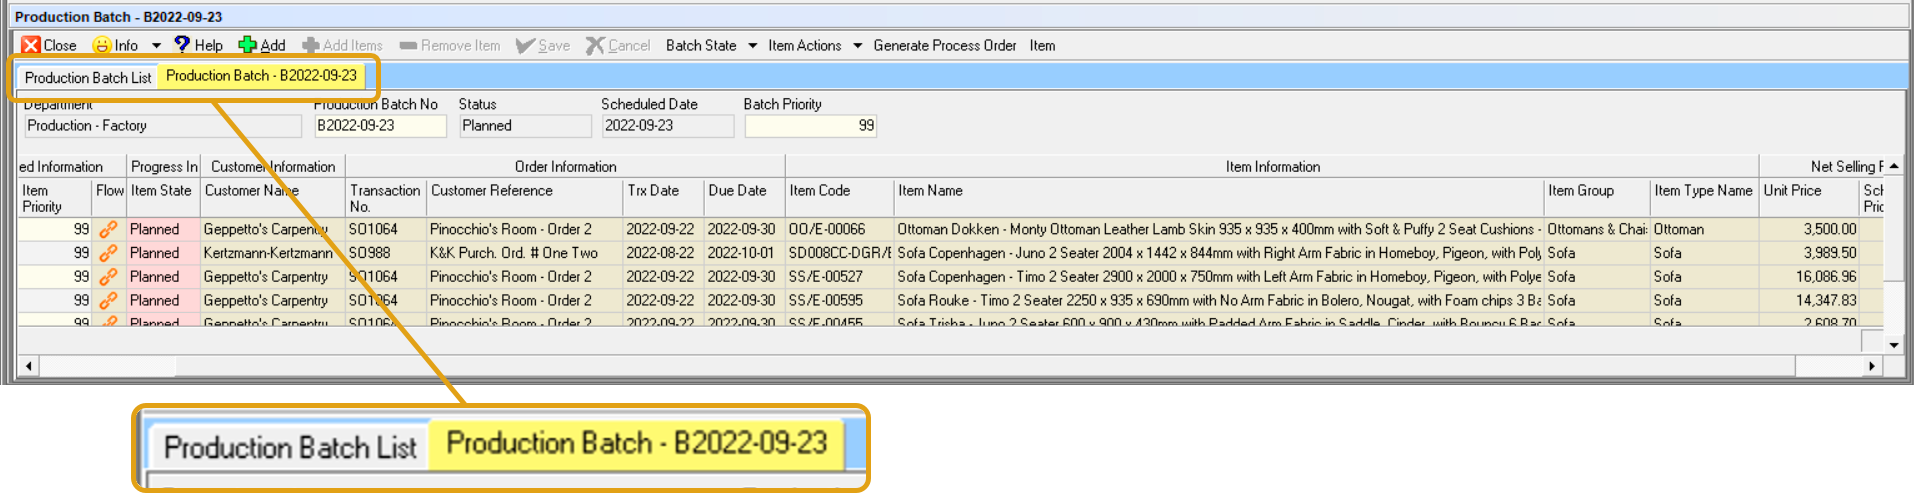 Production Batch - B2022-09-23
Close Info Help Add Add Items Remove Item Save Cancel Batch State Item Actions Generate Process Order Item
Production Batch List Production Batch - B2022-09-23
Department Production Batch No Status Scheduled Date Batch Priority
Production - Factory B2022-09-23 Planned 2022-09-23 99
ed Information Progress In Customer Information Order Information Item Information Net Selling P
Item Priority Flow Item State Customer Name Transaction No. Customer Reference Trx Date Due Date Item Code Item Name Item Group Item Type Name Unit Price Sch Pric
99 Planned Geppetto's Carpentry SO1064 Pinocchio's Room - Order 2 2022-09-22 2022-09-30 OO/E-00066 Ottoman Dokken - Monty Ottoman Leather Lamb Skin 935 x 935 x 400mm with Soft & Puffy 2 Seat Cushions - Ottomans & Chai Ottoman 3,500.00
99 Planned Kertzmann-Kertzmann SO988 K&K Purch. Ord. # One Two 2022-08-22 2022-10-01 SD008CC-DGR/E Sofa Copenhagen - Juno 2 Seater 2004 x 1442 x 844mm with Right Arm Fabric in Homeboy, Pigeon, with Poly Sofa Sofa 3,989.50
99 Planned Geppetto's Carpentry SO1064 Pinocchio's Room - Order 2 2022-09-22 2022-09-30 SS/E-00527 Sofa Copenhagen - Timo 2 Seater 2900 x 2000 x 750mm with Left Arm Fabric in Homeboy, Pigeon, with Polye Sofa Sofa 16,086.96
99 Planned Geppetto's Carpentry SO1064 Pinocchio's Room - Order 2 2022-09-22 2022-09-30 SS/E-00595 Sofa Rouke - Timo 2 Seater 2250 x 935 x 690mm with No Arm Fabric in Bolero, Nougat, with Foam chips 3 Ba Sofa Sofa 14,347.83
99 Planned Geppetto's Carpentry SO1064 Pinocchio's Room - Order 2 2022-09-22 2022-09-30 SS/E-00455 Sofa Trisha - Juno 2 Seater 600 x 900 x 430mm with Padded Arm Fabric in Saddle, Cinder, with Bouncy 6 Bac Sofa Sofa 2,608.70
Production Batch List Production Batch - B2022-09-23